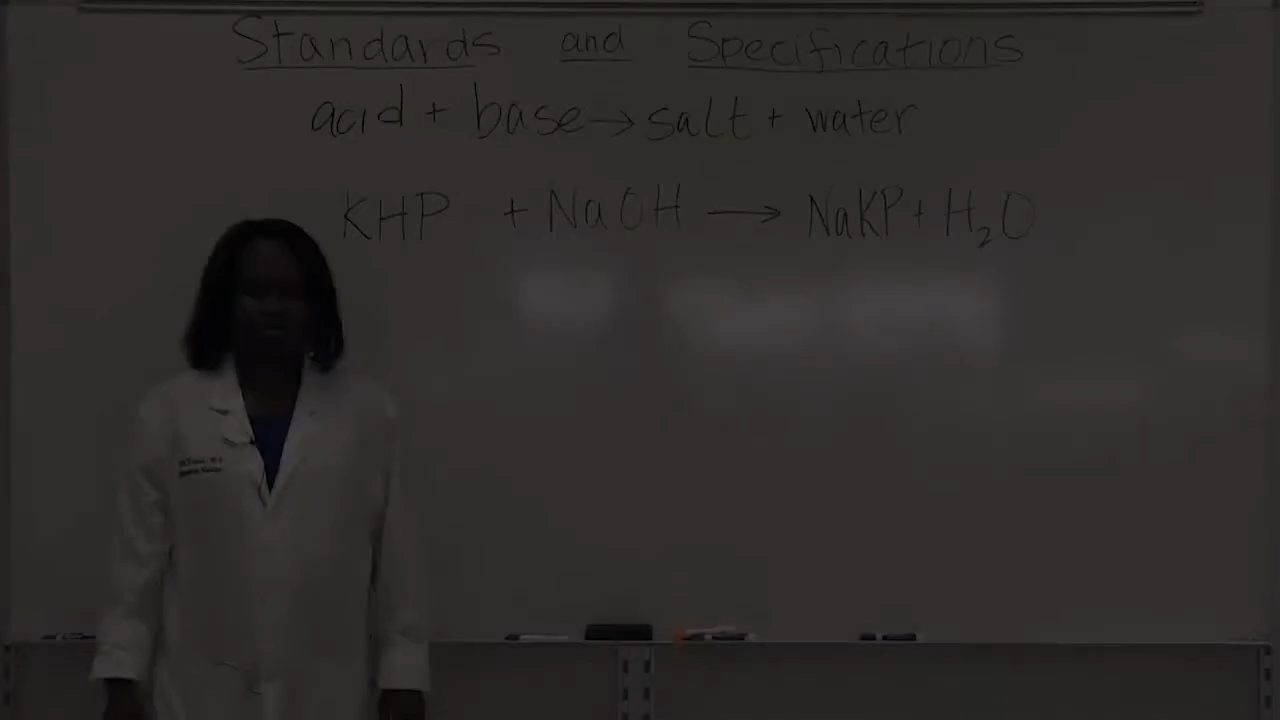 Standards and Specifications
acid + base → salt + water
KHP + NaOH → NaKP + H₂O